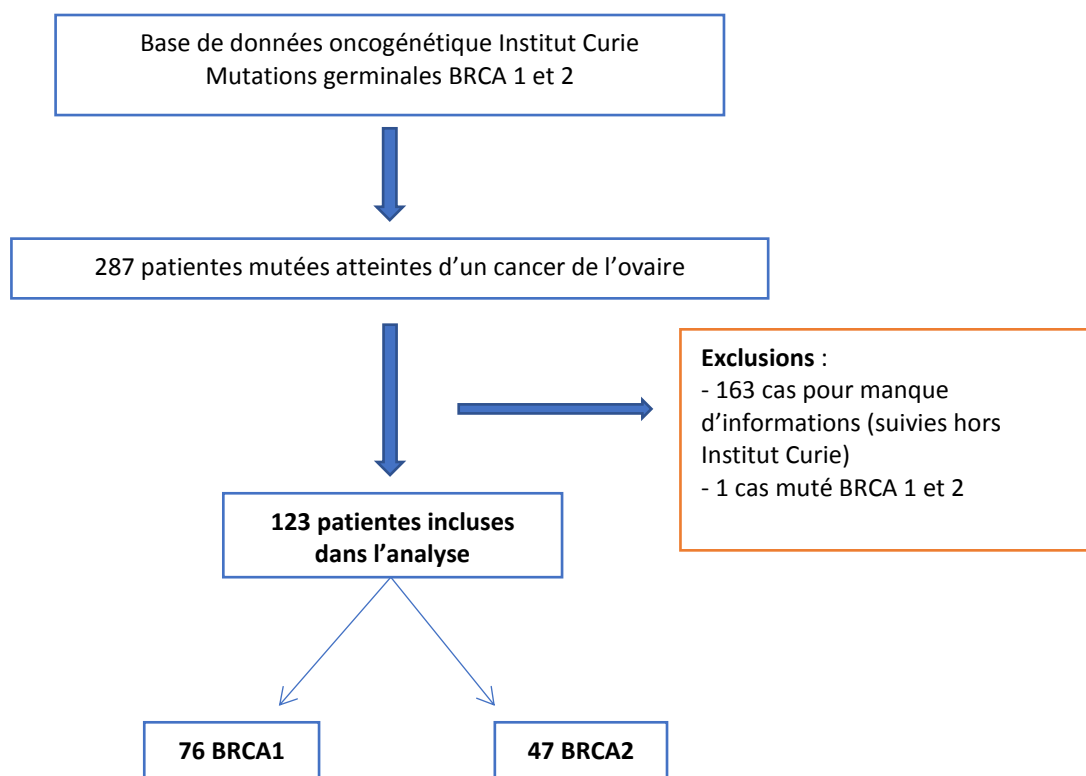 Base de données oncogénétique Institut Curie
Mutations germinales BRCA 1 et 2
287 patientes mutées atteintes d’un cancer de l’ovaire
Exclusions :
- 163 cas pour manque
d’informations (suivies hors
Institut Curie)
- 1 cas muté BRCA 1 et 2
123 patientes incluses
dans l’analyse
76 BRCA1
47 BRCA2